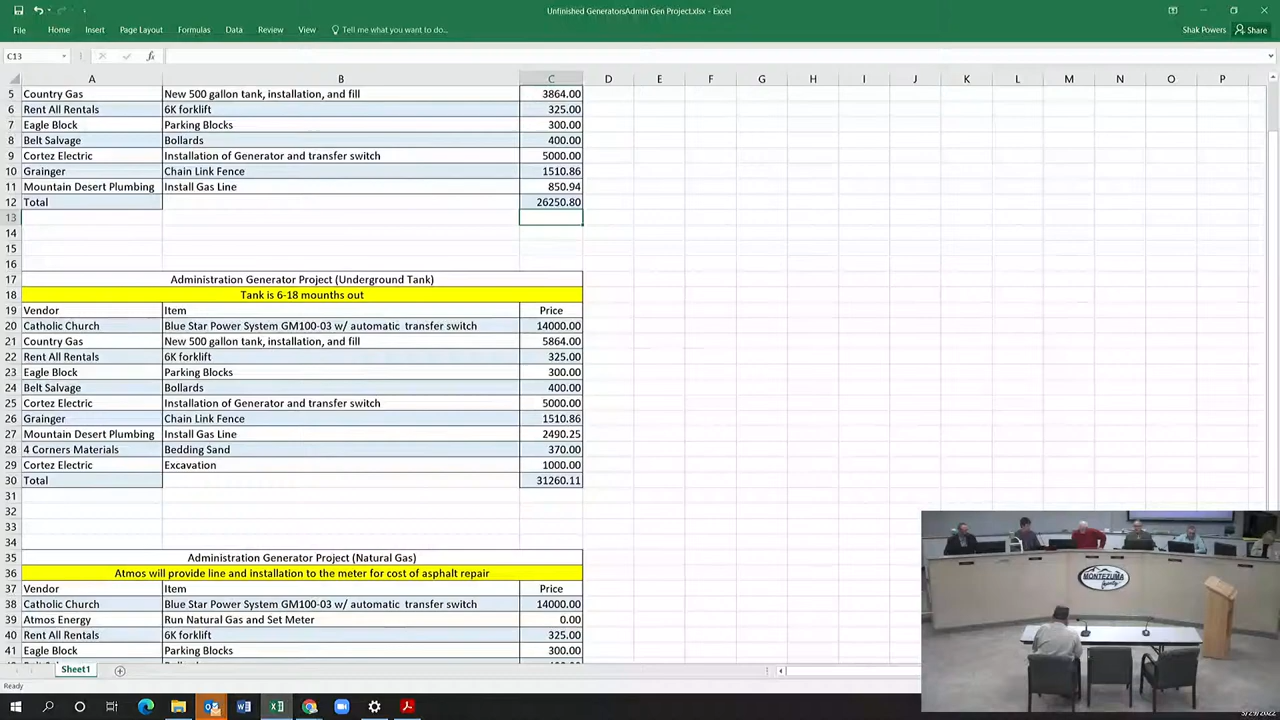 Unfinished GeneratorsAdmin Gen Project.xlsx - Excel
File Home Insert Page Layout Formulas Data Review View Tell me what you want to do... Shak Powers Share
C13 fx
A B C D E F G H I J K L M N O P
5 Country Gas New 500 gallon tank, installation, and fill 3864.00
6 Rent All Rentals 6K forklift 325.00
7 Eagle Block Parking Blocks 300.00
8 Belt Salvage Bollards 400.00
9 Cortez Electric Installation of Generator and transfer switch 5000.00
10 Grainger Chain Link Fence 1510.86
11 Mountain Desert Plumbing Install Gas Line 850.94
12 Total 26250.80
13
14
15
16
17 Administration Generator Project (Underground Tank)
18 Tank is 6-18 mounths out
19 Vendor Item Price
20 Catholic Church Blue Star Power System GM100-03 w/ automatic transfer switch 14000.00
21 Country Gas New 500 gallon tank, installation, and fill 5864.00
22 Rent All Rentals 6K forklift 325.00
23 Eagle Block Parking Blocks 300.00
24 Belt Salvage Bollards 400.00
25 Cortez Electric Installation of Generator and transfer switch 5000.00
26 Grainger Chain Link Fence 1510.86
27 Mountain Desert Plumbing Install Gas Line 2490.25
28 4 Corners Materials Bedding Sand 370.00
29 Cortez Electric Excavation 1000.00
30 Total 31260.11
31
32
33
34
35 Administration Generator Project (Natural Gas)
36 Atmos will provide line and installation to the meter for cost of asphalt repair
37 Vendor Item Price
38 Catholic Church Blue Star Power System GM100-03 w/ automatic transfer switch 14000.00
39 Atmos Energy Run Natural Gas and Set Meter 0.00
40 Rent All Rentals 6K forklift 325.00
41 Eagle Block Parking Blocks 300.00
Sheet1
Ready
MONTEZUMA
County